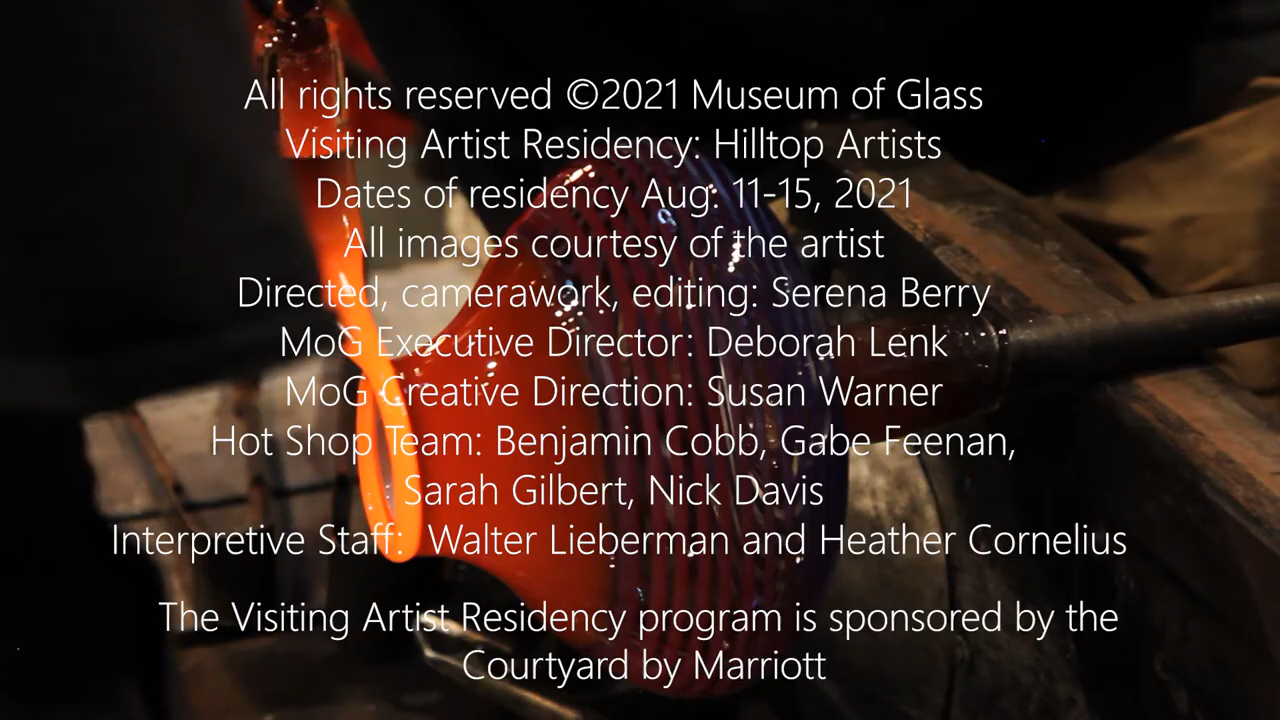 All rights reserved ©2021 Museum of Glass
Visiting Artist Residency: Hilltop Artists
Dates of residency Aug: 11-15, 2021
All images courtesy of the artist
Directed, camerawork, editing: Serena Berry
MoG Executive Director: Deborah Lenk
MoG Creative Direction: Susan Warner
Hot Shop Team: Benjamin Cobb, Gabe Feenan,
Sarah Gilbert, Nick Davis
Interpretive Staff:  Walter Lieberman and Heather Cornelius
The Visiting Artist Residency program is sponsored by the
Courtyard by Marriott